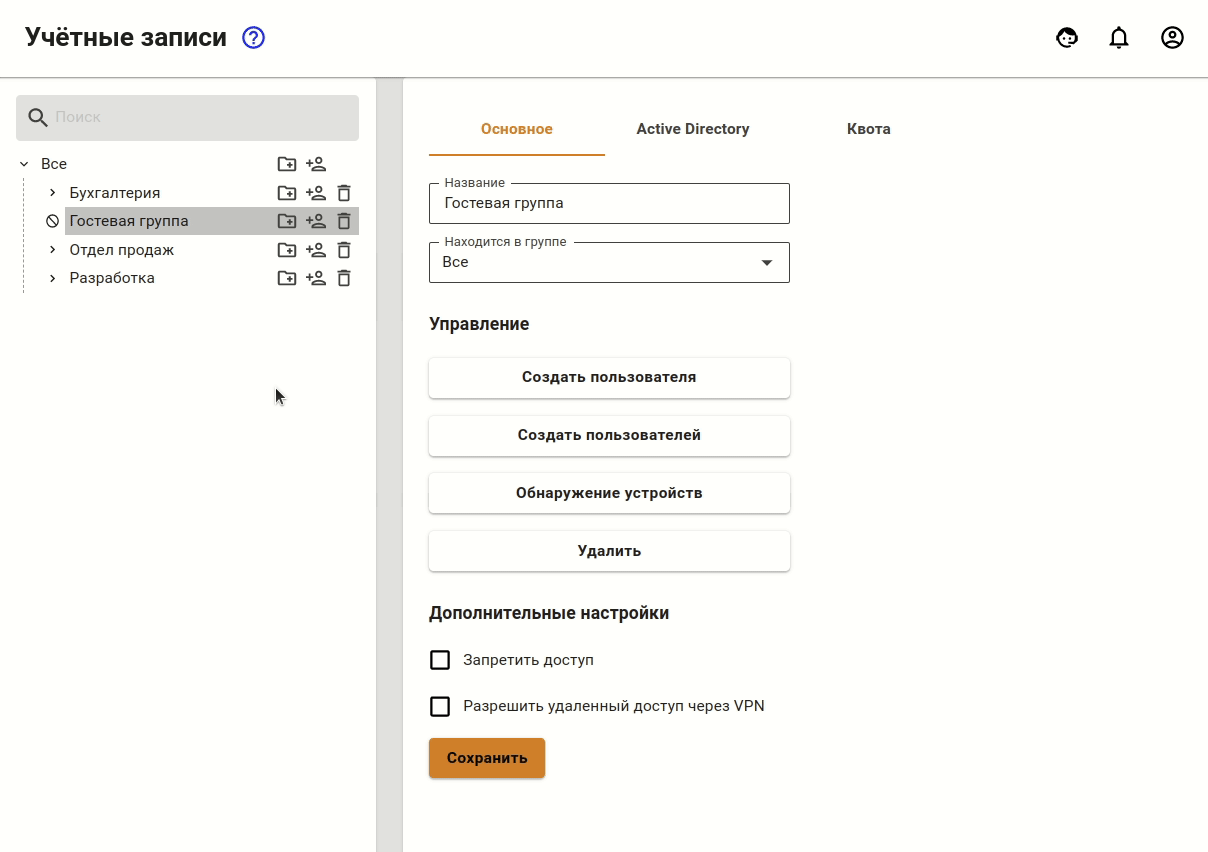 Учётные записи
Поиск
Все
Бухгалтерия
Гостевая группа
Отдел продаж
Разработка
Основное
Active Directory
Квота
Название
Гостевая группа
Находится в группе
Все
Управление
Создать пользователя
Создать пользователей
Обнаружение устройств
Удалить
Дополнительные настройки
Запретить доступ
Разрешить удаленный доступ через VPN
Сохранить